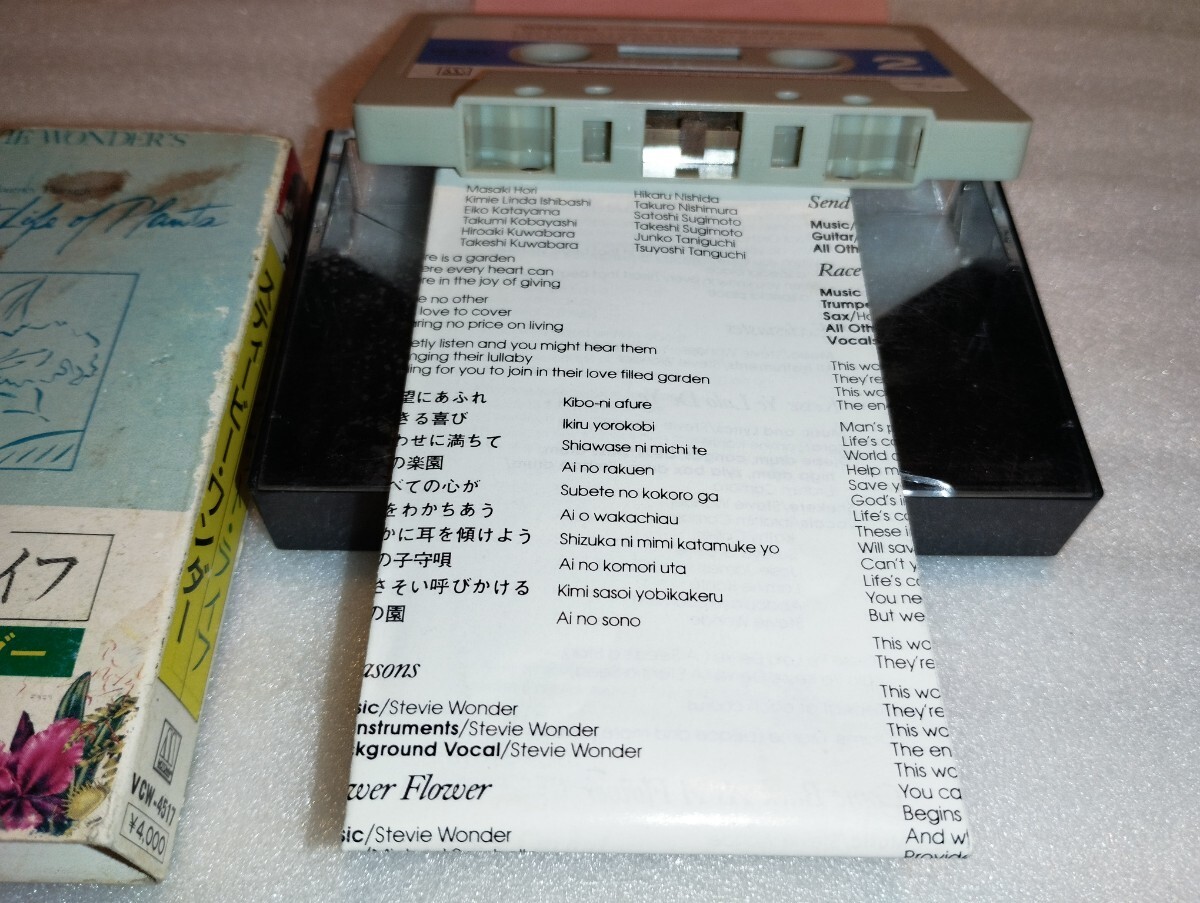 VIE WONDER'S
Life of Plants
イフ
ダー
スティービー・ワンダー
VCW-4517
¥4,000
2
Masaki Hori
Kimie Linda Ishibashi
Eiko Katayama
Takumi Kobayashi
Hiroaki Kuwabara
Takeshi Kuwabara
Hikaru Nishida
Takuro Nishimura
Satoshi Sugimoto
Takeshi Sugimoto
Junko Taniguchi
Tsuyoshi Tanguchi
re is a garden
ere every heart can
re in the joy of giving
e no other
love to cover
aring no price on living
etly listen and you might hear them
nging their lullaby
ing for you to join in their love filled garden
望にあふれ Kibo-ni afure
きる喜び Ikiru yorokobi
わせに満ちて Shiawase ni michi te
の楽園 Ai no rakuen
べての心が Subete no kokoro ga
をわかちあう Ai o wakachiau
かに耳を傾けよう Shizuka ni mimi katamuke yo
の子守唄 Ai no komori uta
さそい呼びかける Kimi sasoi yobikakeru
の園 Ai no sono
asons
sic/Stevie Wonder
nstruments/Stevie Wonder
kground Vocal/Stevie Wonder
wer Flower
sic/Stevie Wonder
Send
Music/
Guitar/
All Oth
Race
Music
Trumpe
Sax/Ho
All Oth
Vocal:
This wo
They're
This wo
The en
Man's p
Life's co
World o
Help m
Save y
God's i
Life's co
These i
Will sav
Can't y
Life's co
You ne
But we
This wo
They're
This wo
They're
This wo
The en
This wo
You ca
Begins
And w
Provide